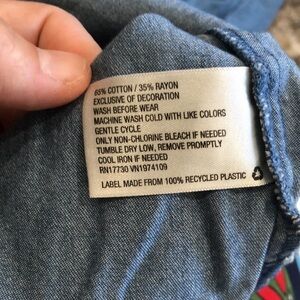 65% COTTON / 35% RAYON
EXCLUSIVE OF DECORATION
WASH BEFORE WEAR
MACHINE WASH COLD WITH LIKE COLORS
GENTLE CYCLE
ONLY NON-CHLORINE BLEACH IF NEEDED
TUMBLE DRY LOW, REMOVE PROMPTLY
COOL IRON IF NEEDED
RN17730 VN1974109
LABEL MADE FROM 100% RECYCLED PLASTIC